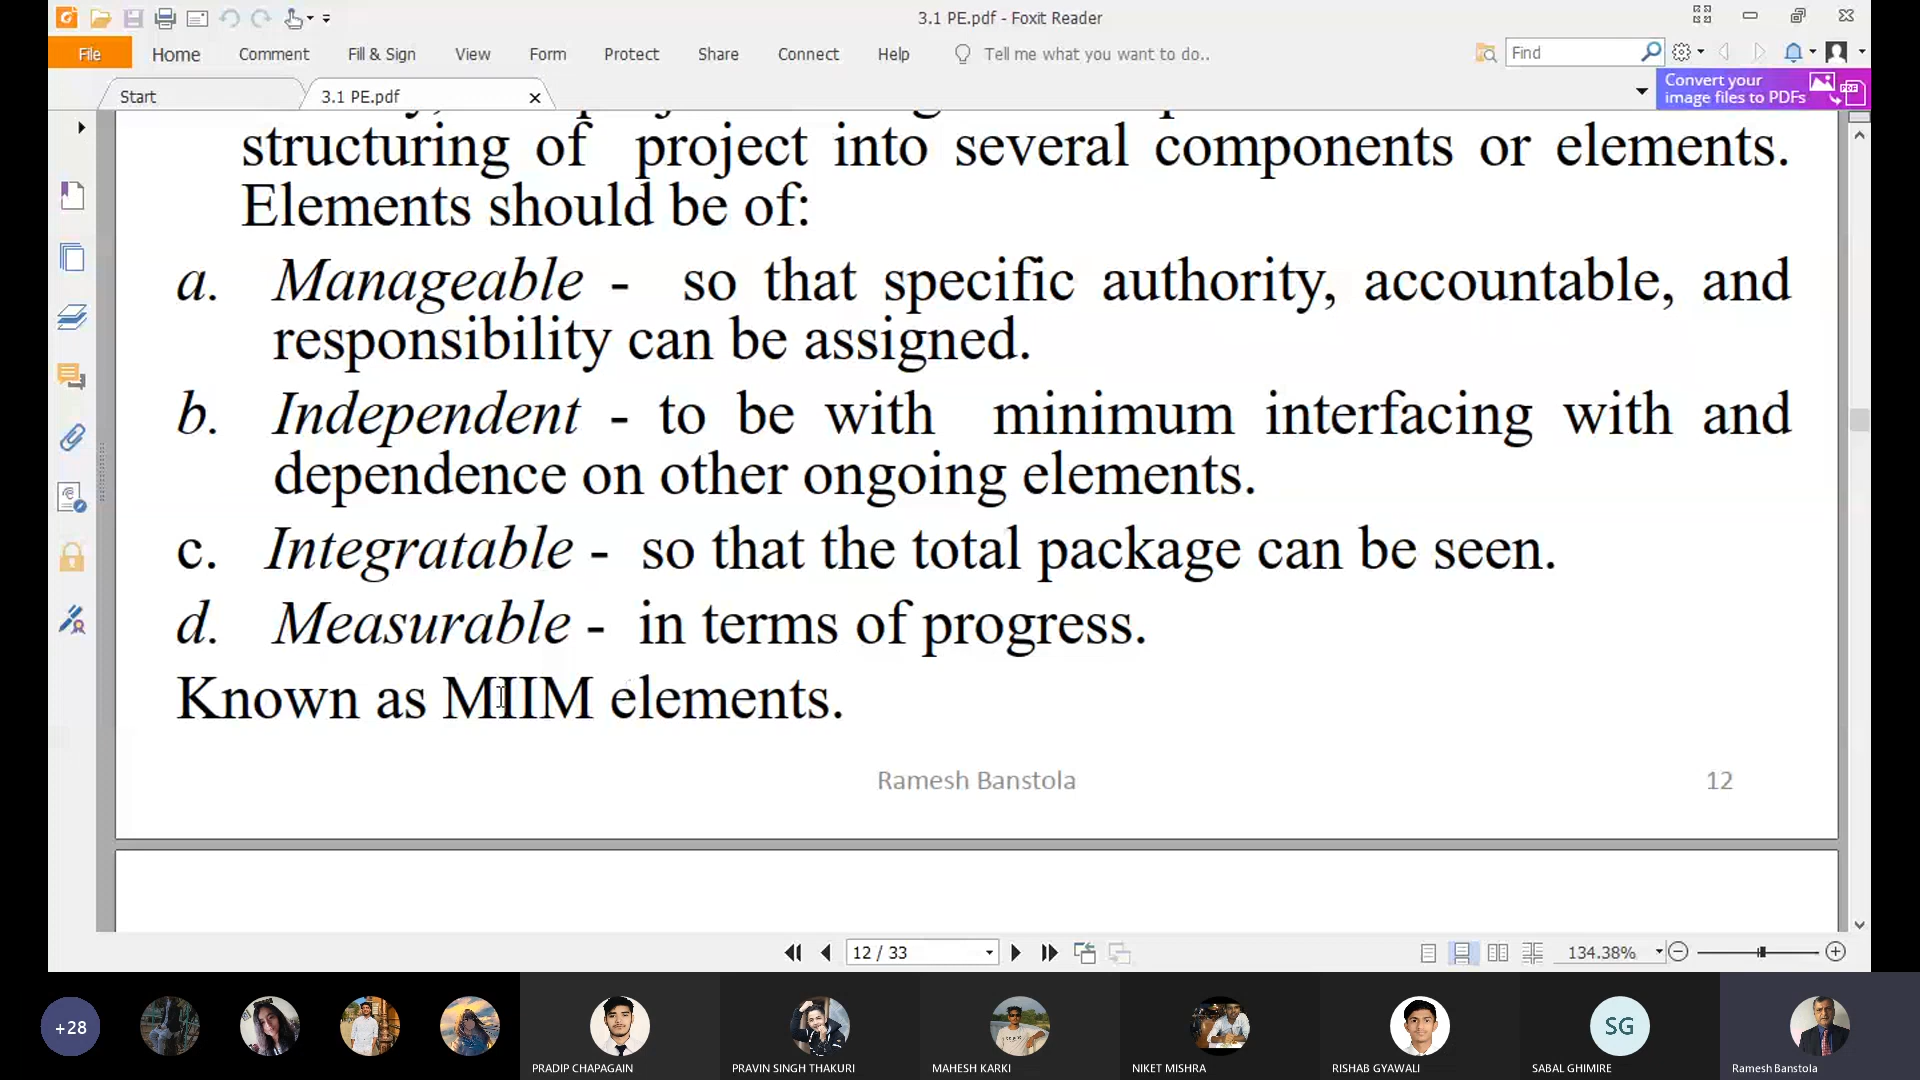 3.1 PE.pdf - Foxit Reader
File Home Comment Fill & Sign View Form Protect Share Connect Help Tell me what you want to do.. Find
Start 3.1 PE.pdf
Convert your
image files to PDFs
structuring of project into several components or elements.
Elements should be of:
a. Manageable - so that specific authority, accountable, and
responsibility can be assigned.
b. Independent - to be with minimum interfacing with and
dependence on other ongoing elements.
c. Integratable - so that the total package can be seen.
d. Measurable - in terms of progress.
Known as MIIM elements.
Ramesh Banstola 12
12 / 33 134.38%
+28 SG
PRADIP CHAPAGAIN PRAVIN SINGH THAKURI MAHESH KARKI NIKET MISHRA RISHAB GYAWALI SABAL GHIMIRE Ramesh Banstola